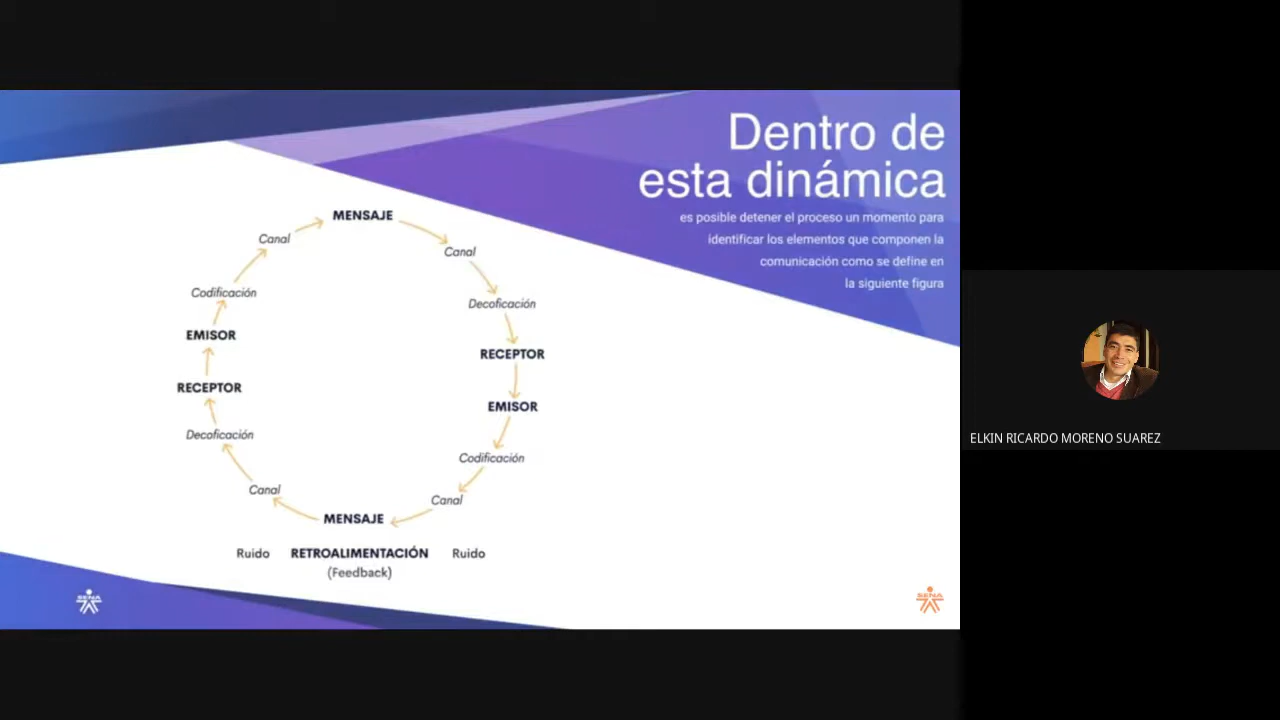 Dentro de
esta dinámica
es posible detener el proceso un momento para
identificar los elementos que componen la
comunicación como se define en
la siguiente figura
MENSAJE
Canal
Canal
Decoficación
Codificación
EMISOR
RECEPTOR
RECEPTOR
EMISOR
Decoficación
Codificación
Canal
Canal
MENSAJE
Ruido RETROALIMENTACIÓN Ruido
(Feedback)
SENA
SENA
ELKIN RICARDO MORENO SUAREZ